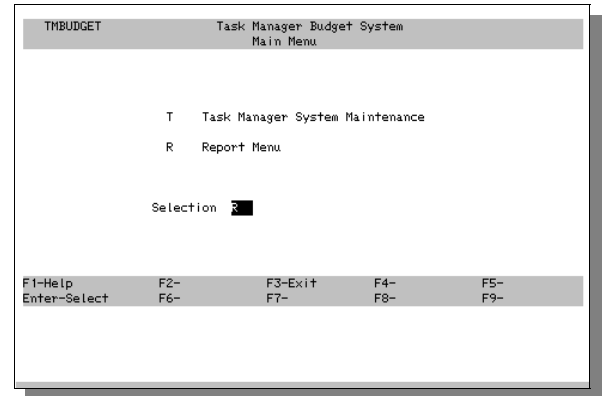 TMBUDGET Task Manager Budget System
Main Menu
T Task Manager System Maintenance
R Report Menu
Selection R
F1-Help F2- F3-Exit F4- F5-
Enter-Select F6- F7- F8- F9-